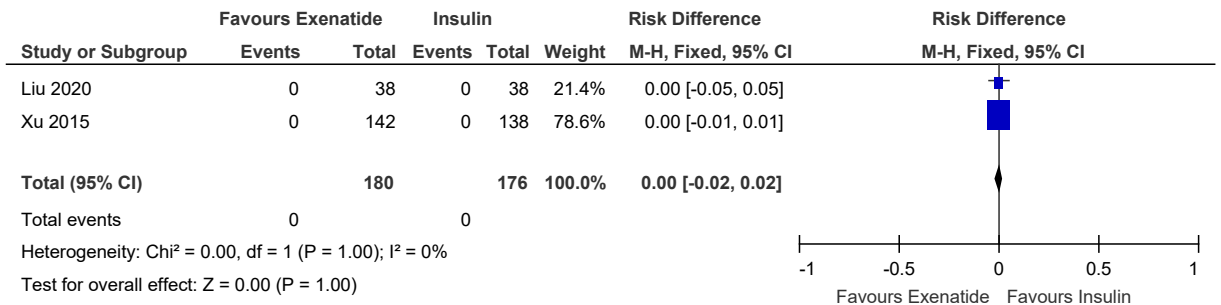 Favours Exenatide Insulin Risk Difference Risk Difference
Study or Subgroup Events Total Events Total Weight M-H, Fixed, 95% CI M-H, Fixed, 95% CI
Liu 2020 0 38 0 38 21.4% 0.00 [-0.05, 0.05]
Xu 2015 0 142 0 138 78.6% 0.00 [-0.01, 0.01]
Total (95% CI) 180 176 100.0% 0.00 [-0.02, 0.02]
Total events 0 0
Heterogeneity: Chi² = 0.00, df = 1 (P = 1.00); I² = 0%
Test for overall effect: Z = 0.00 (P = 1.00)
-1 -0.5 0 0.5 1
Favours Exenatide Favours Insulin